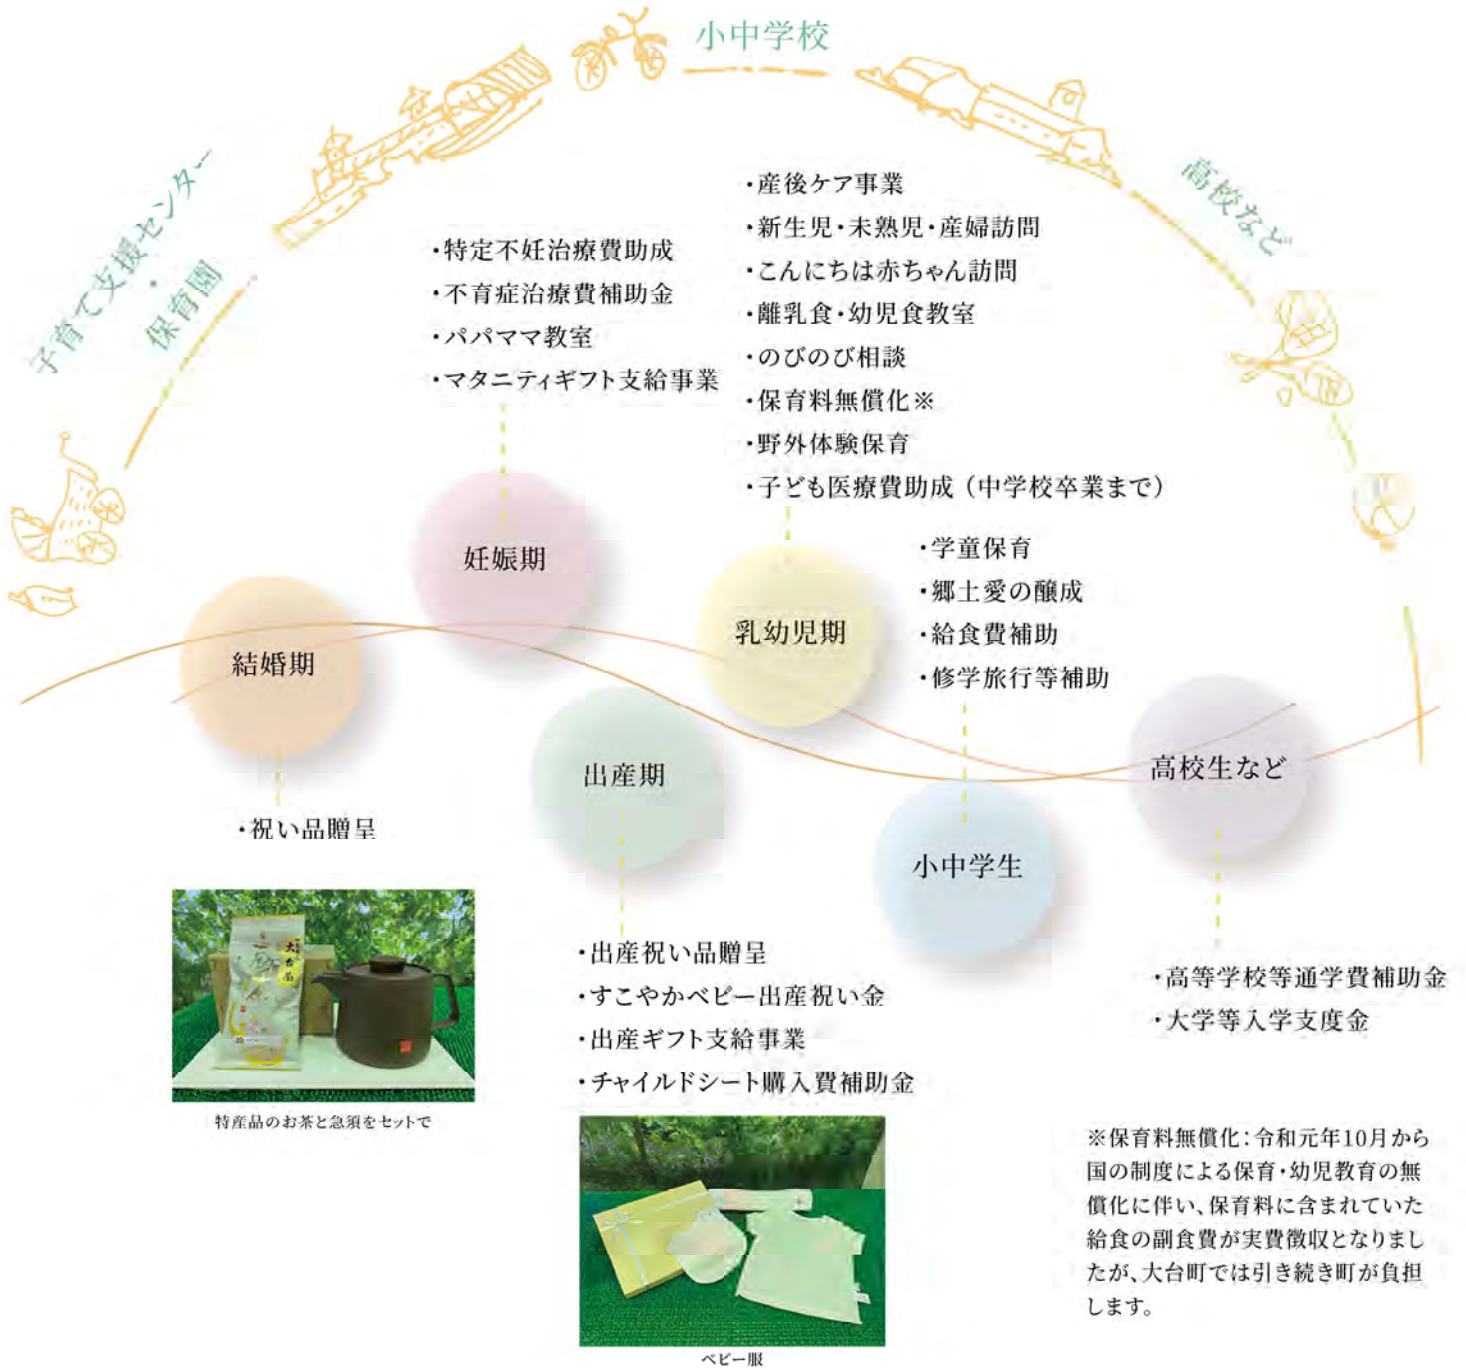 小中学校
子育て支援センター
・
保育園
高校など
・特定不妊治療費助成
・不育症治療費補助金
・パパママ教室
・マタニティギフト支給事業
・産後ケア事業
・新生児・未熟児・産婦訪問
・こんにちは赤ちゃん訪問
・離乳食・幼児食教室
・のびのび相談
・保育料無償化※
・野外体験保育
・子ども医療費助成（中学校卒業まで）
結婚期
妊娠期
乳幼児期
・学童保育
・郷土愛の醸成
・給食費補助
・修学旅行等補助
出産期
小中学生
高校生など
・祝い品贈呈
大台茶
特産品のお茶と急須をセットで
・出産祝い品贈呈
・すこやかベビー出産祝い金
・出産ギフト支給事業
・チャイルドシート購入費補助金
ベビー服
・高等学校等通学費補助金
・大学等入学支度金
※保育料無償化：令和元年10月から
国の制度による保育・幼児教育の無
償化に伴い、保育料に含まれていた
給食の副食費が実費徴収となりまし
たが、大台町では引き続き町が負担
します。